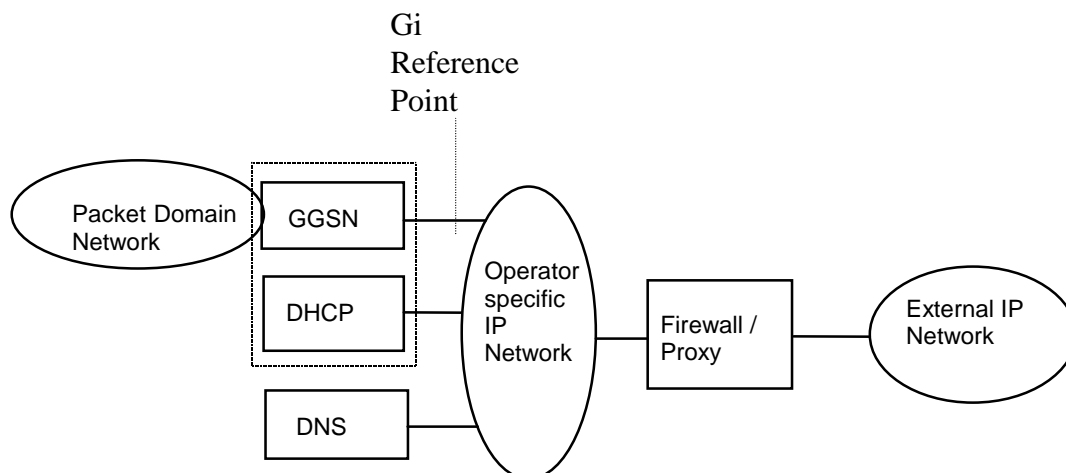 Gi
Reference
Point
Packet Domain
Network
GGSN
DHCP
DNS
Operator
specific
IP
Network
Firewall /
Proxy
External IP
Network